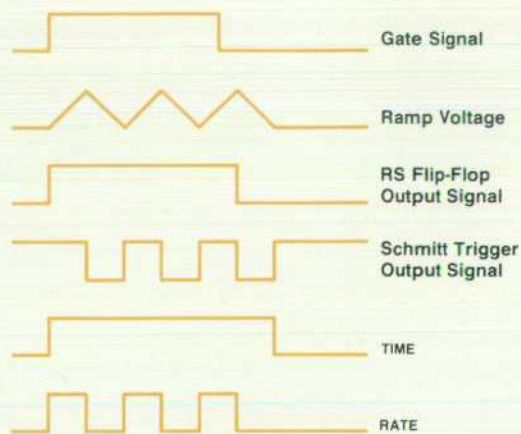 Gate Signal
Ramp Voltage
RS Flip-Flop
Output Signal
Schmitt Trigger
Output Signal
TIME
RATE